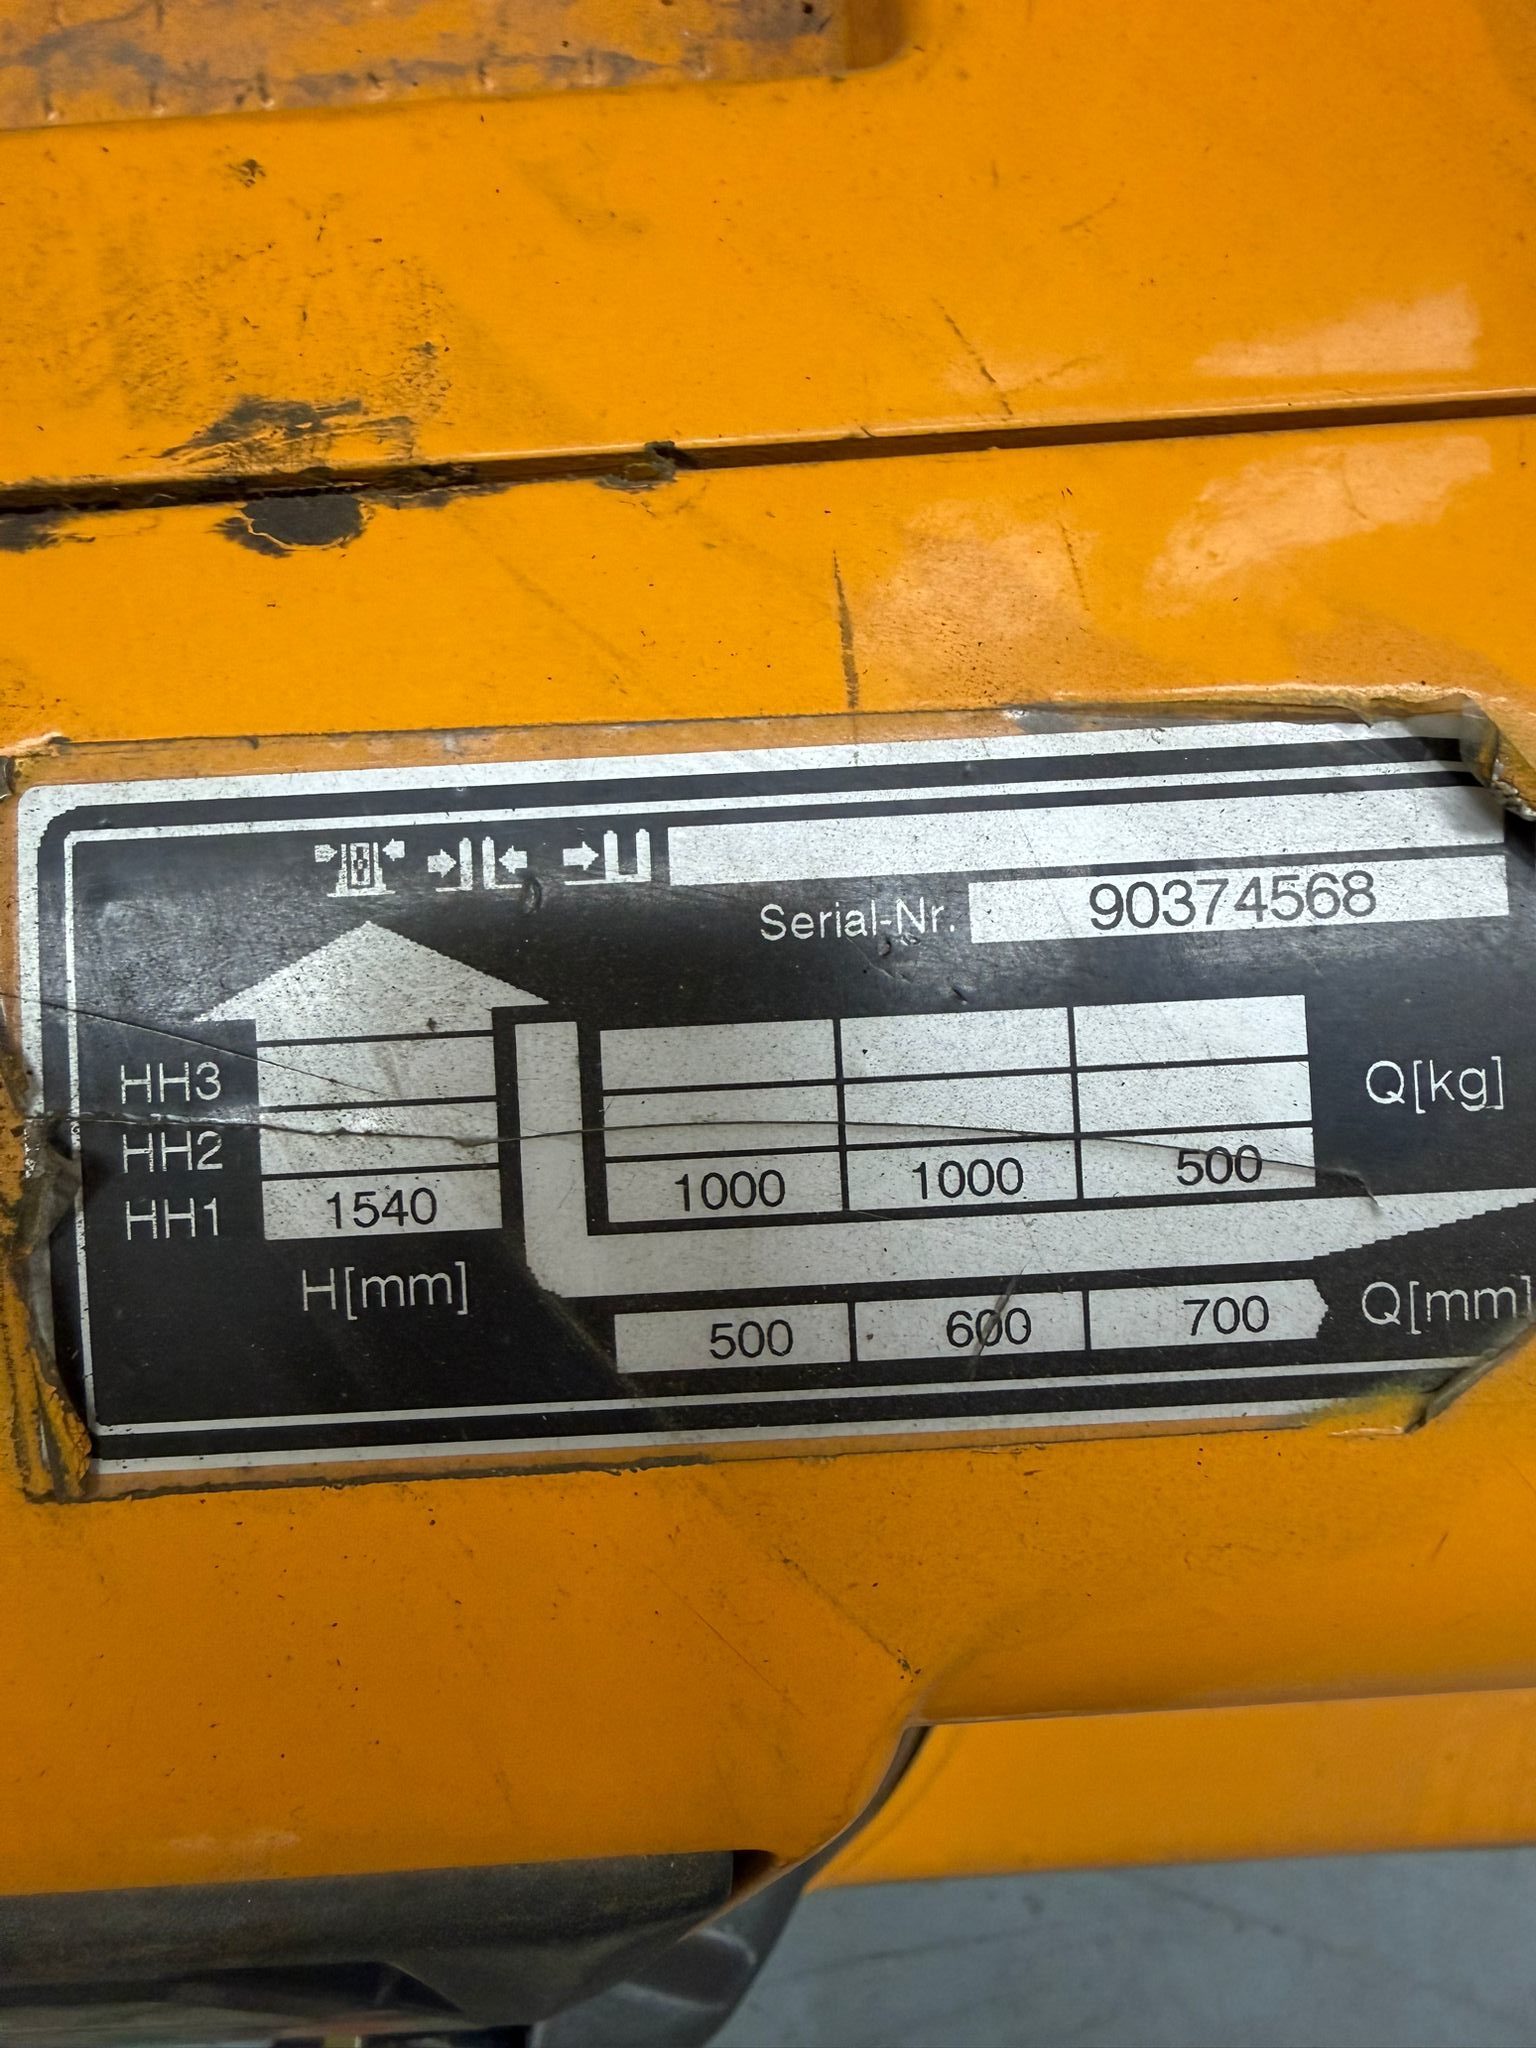 Serial-Nr. 90374568
HH3 Q[kg]
HH2
HH1 1540 1000 1000 500
H[mm] 500 600 700 Q[mm]